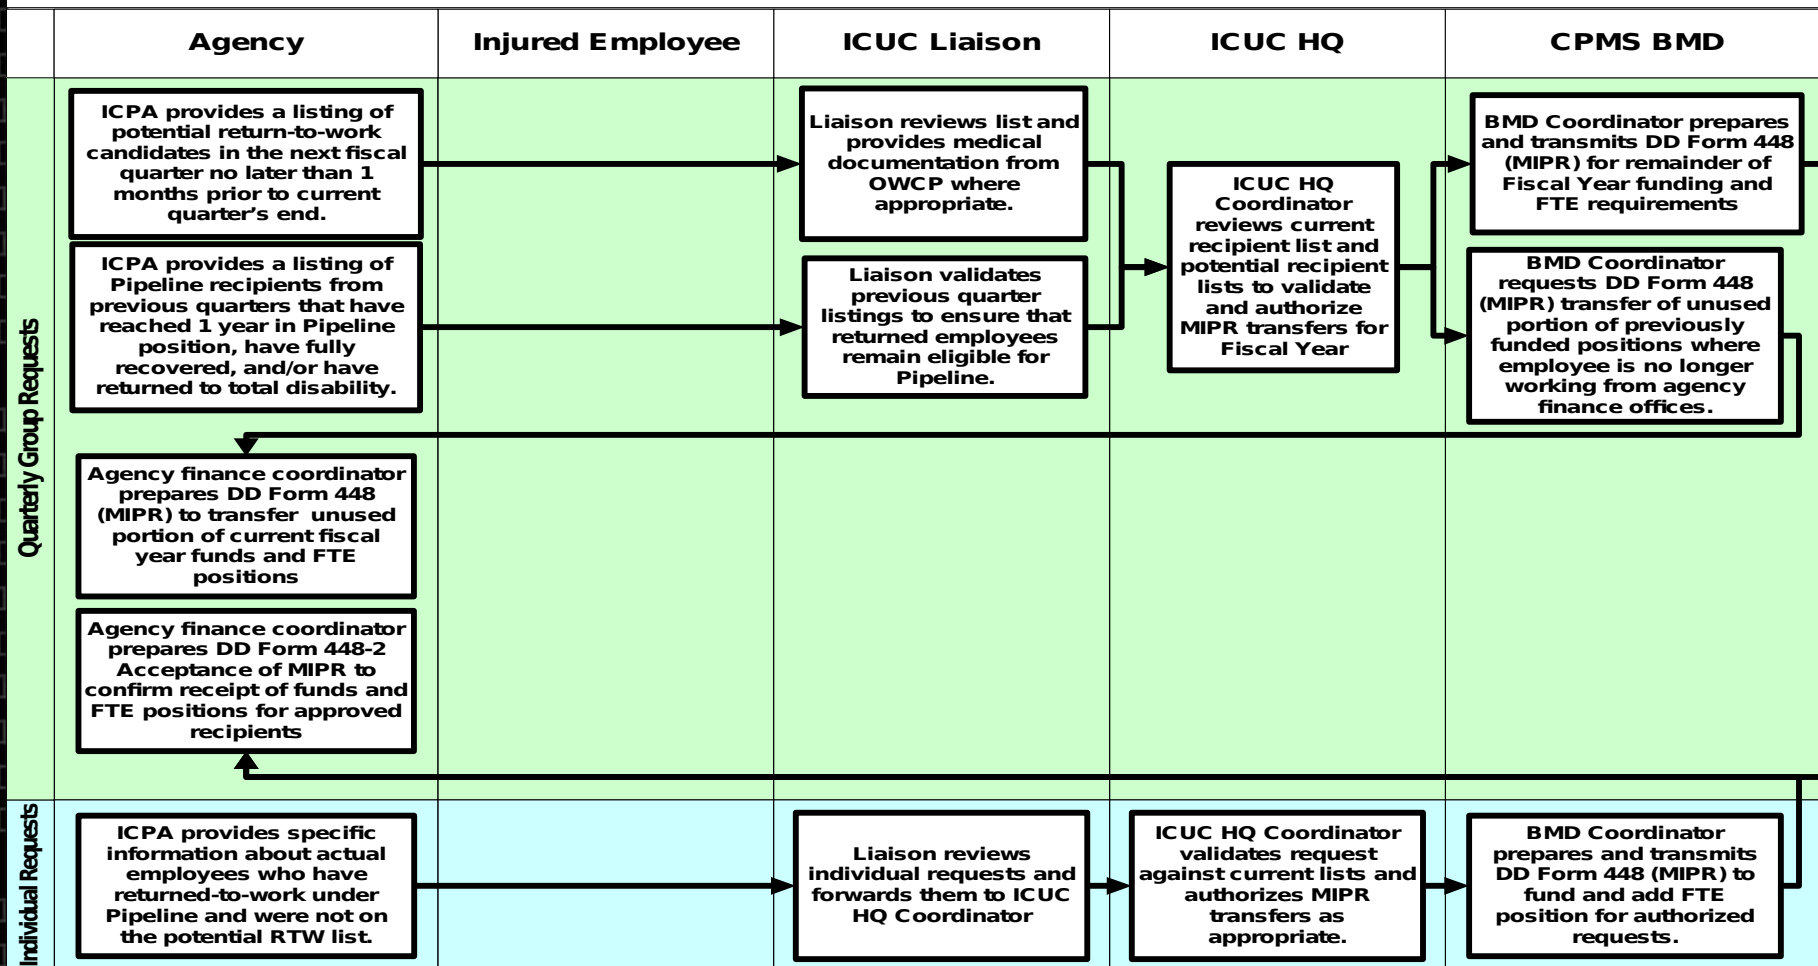 Agency
Injured Employee
ICUC Liaison
ICUC HQ
CPMS BMD
Quarterly Group Requests
ICPA provides a listing of
potential return-to-work
candidates in the next fiscal
quarter no later than 1
months prior to current
quarter's end.
Liaison reviews list and
provides medical
documentation from
OWCP where
appropriate.
ICUC HQ
Coordinator
reviews current
recipient list and
potential recipient
lists to validate
and authorize
MIPR transfers for
Fiscal Year
BMD Coordinator prepares
and transmits DD Form 448
(MIPR) for remainder of
Fiscal Year funding and
FTE requirements
ICPA provides a listing of
Pipeline recipients from
previous quarters that have
reached 1 year in Pipeline
position, have fully
recovered, and/or have
returned to total disability.
Liaison validates
previous quarter
listings to ensure that
returned employees
remain eligible for
Pipeline.
BMD Coordinator
requests DD Form 448
(MIPR) transfer of unused
portion of previously
funded positions where
employee is no longer
working from agency
finance offices.
Agency finance coordinator
prepares DD Form 448
(MIPR) to transfer unused
portion of current fiscal
year funds and FTE
positions
Agency finance coordinator
prepares DD Form 448-2
Acceptance of MIPR to
confirm receipt of funds and
FTE positions for approved
recipients
Individual Requests
ICPA provides specific
information about actual
employees who have
returned-to-work under
Pipeline and were not on
the potential RTW list.
Liaison reviews
individual requests and
forwards them to ICUC
HQ Coordinator
ICUC HQ Coordinator
validates request
against current lists and
authorizes MIPR
transfers as
appropriate.
BMD Coordinator
prepares and transmits
DD Form 448 (MIPR) to
fund and add FTE
position for authorized
requests.